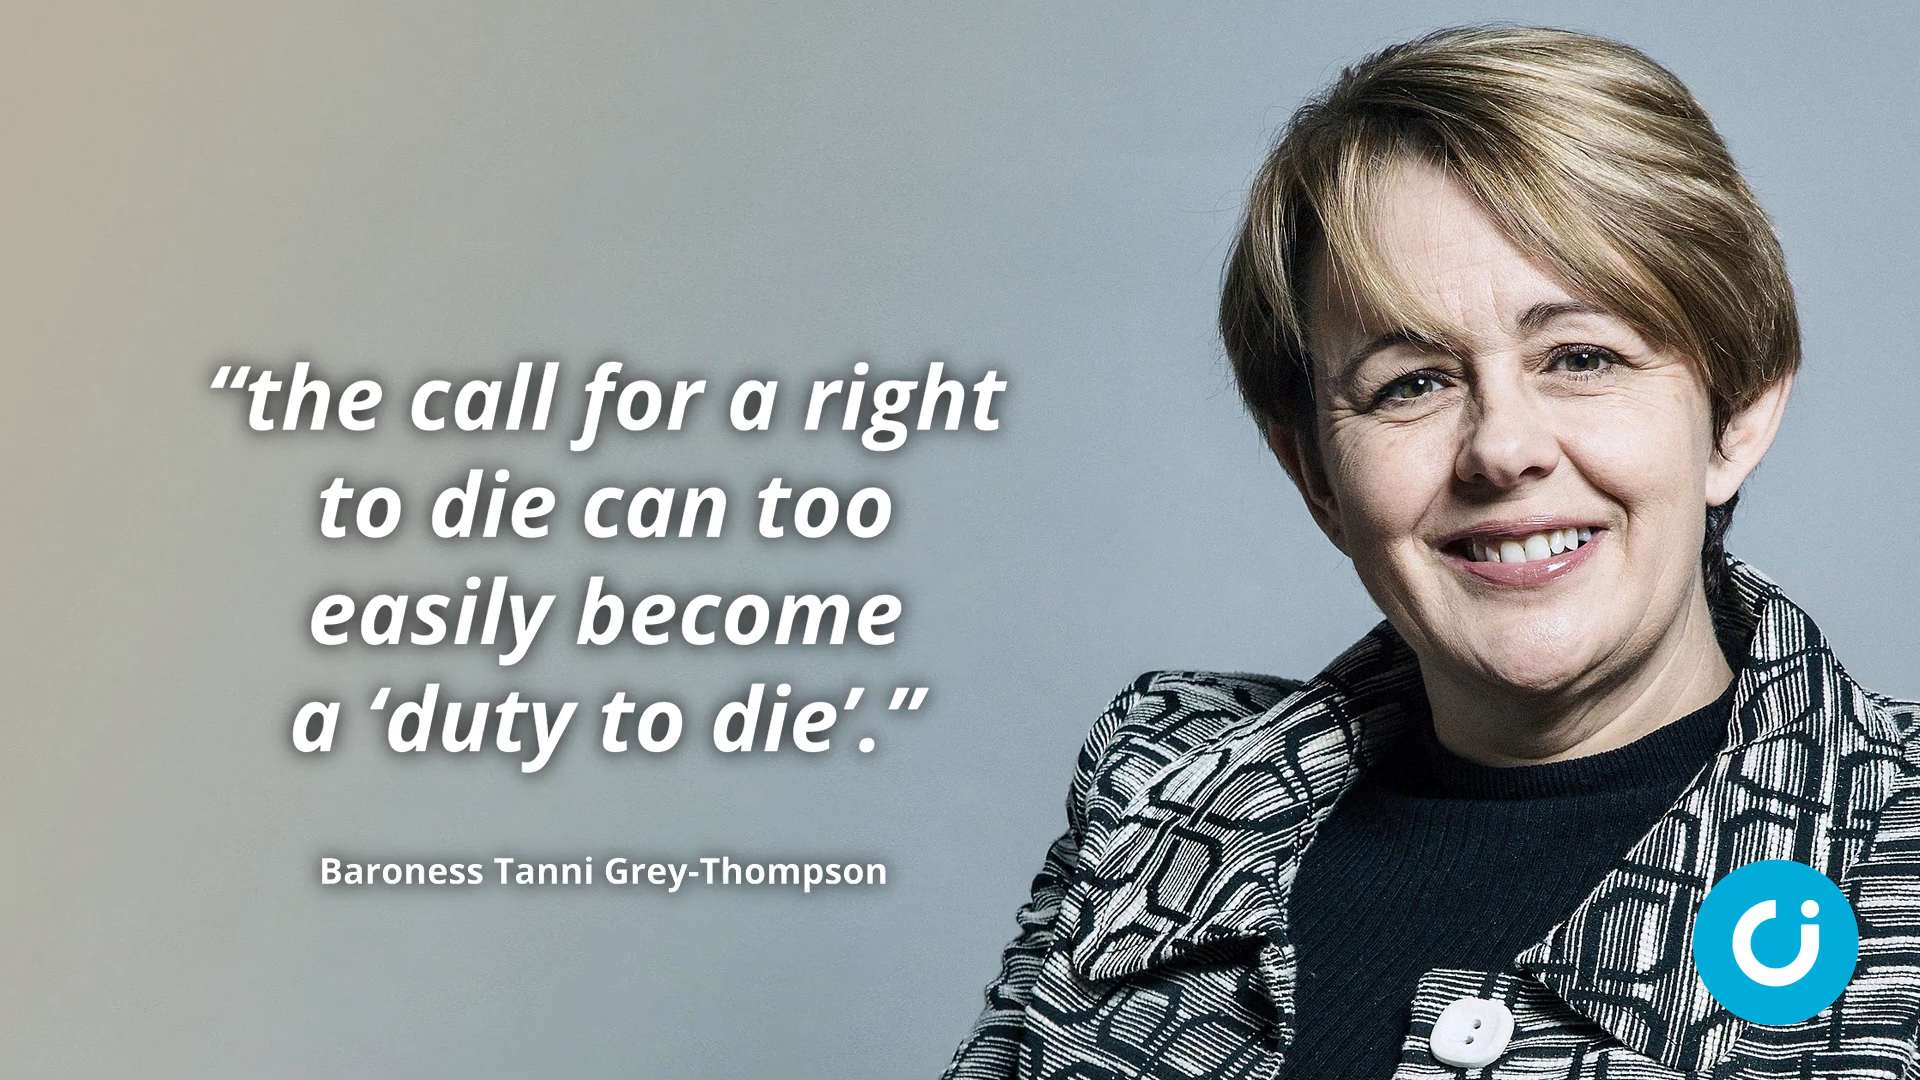 “the call for a right
to die can too
easily become
a ‘duty to die’.”
Baroness Tanni Grey-Thompson